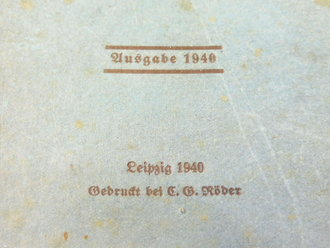 Ausgabe 1940
Leipzig 1940
Gedruckt bei C. G. Röder